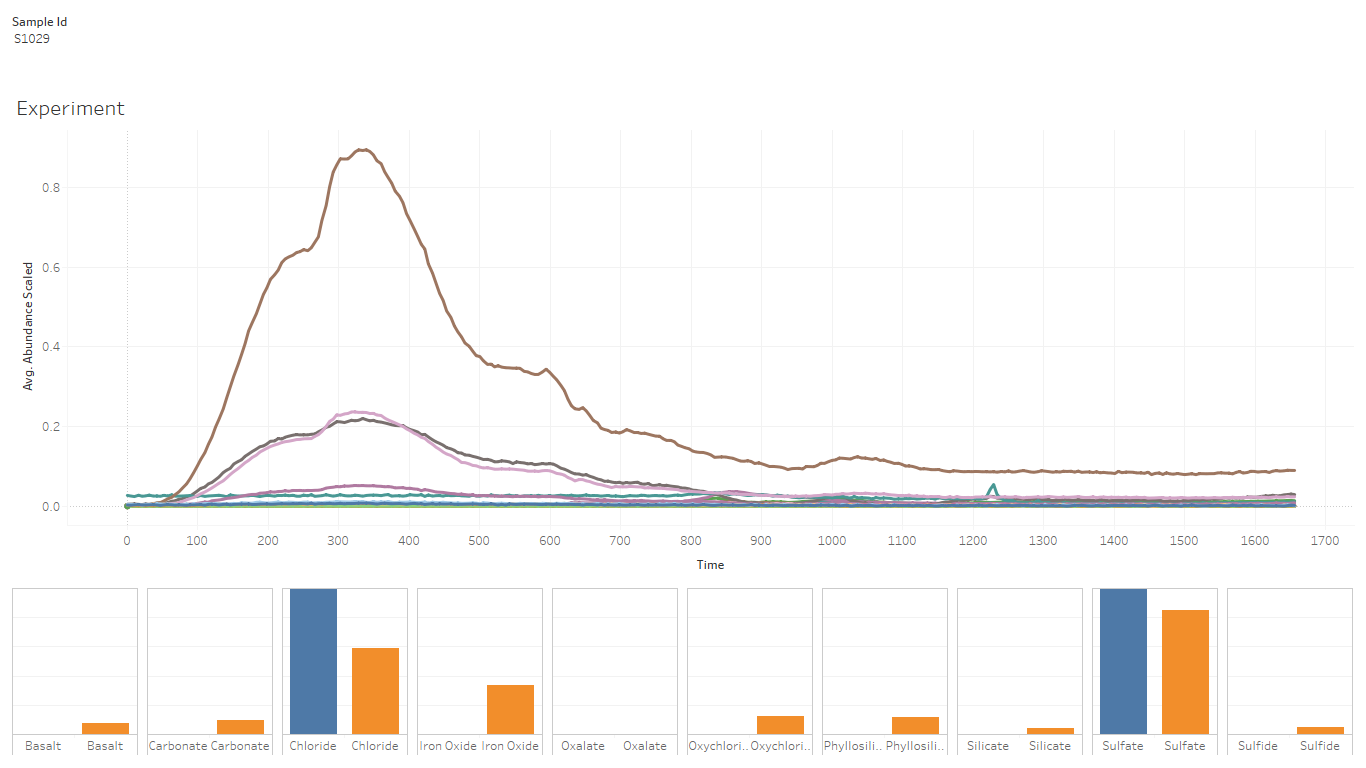 Sample Id
S1029
Experiment
Avg. Abundance Scaled
0.8
0.6
0.4
0.2
0.0
0 100 200 300 400 500 600 700 800 900 1000 1100 1200 1300 1400 1500 1600 1700
Time
Basalt Basalt Carbonate Carbonate Chloride Chloride Iron Oxide Iron Oxide Oxalate Oxalate Oxychlori.. Oxychlori.. Phyllosili.. Phyllosili.. Silicate Silicate Sulfate Sulfate Sulfide Sulfide